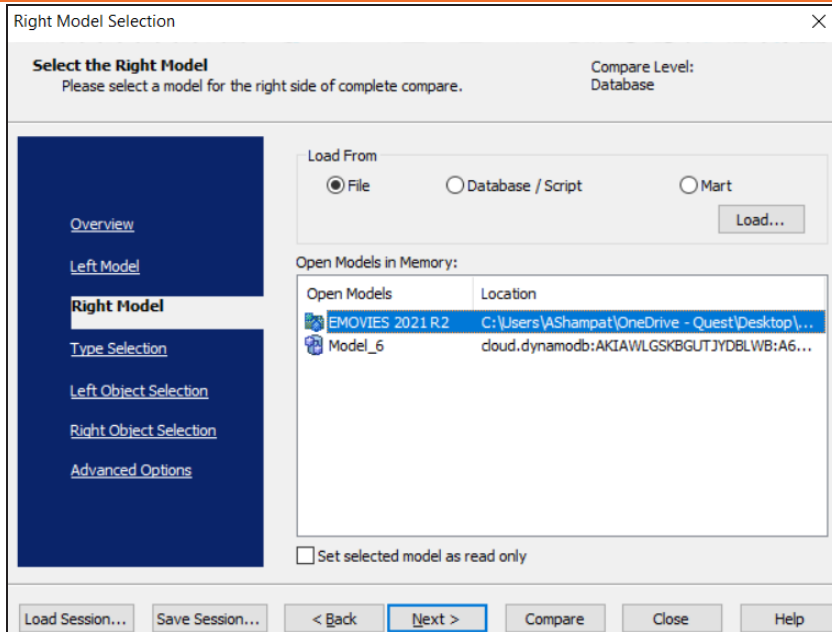 Right Model Selection
Select the Right Model
Please select a model for the right side of complete compare.
Compare Level:
Database
Overview
Left Model
Right Model
Type Selection
Left Object Selection
Right Object Selection
Advanced Options
Load From
File
Database / Script
Mart
Load...
Open Models in Memory:
Open Models
Location
EMOVIES 2021 R2
C:\Users\AShampat\OneDrive - Quest\Desktop\...
Model_6
cloud.dynamodb:AKIAWLGSKBGUTJYDBLWB:A6...
Set selected model as read only
Load Session...
Save Session...
< Back
Next >
Compare
Close
Help